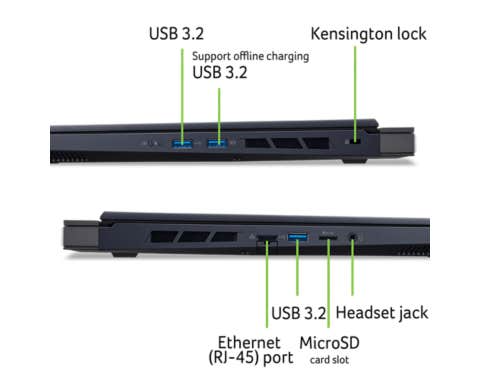 USB 3.2
Support offline charging
USB 3.2
Kensington lock
USB 3.2
Headset jack
Ethernet
(RJ-45) port
MicroSD
card slot